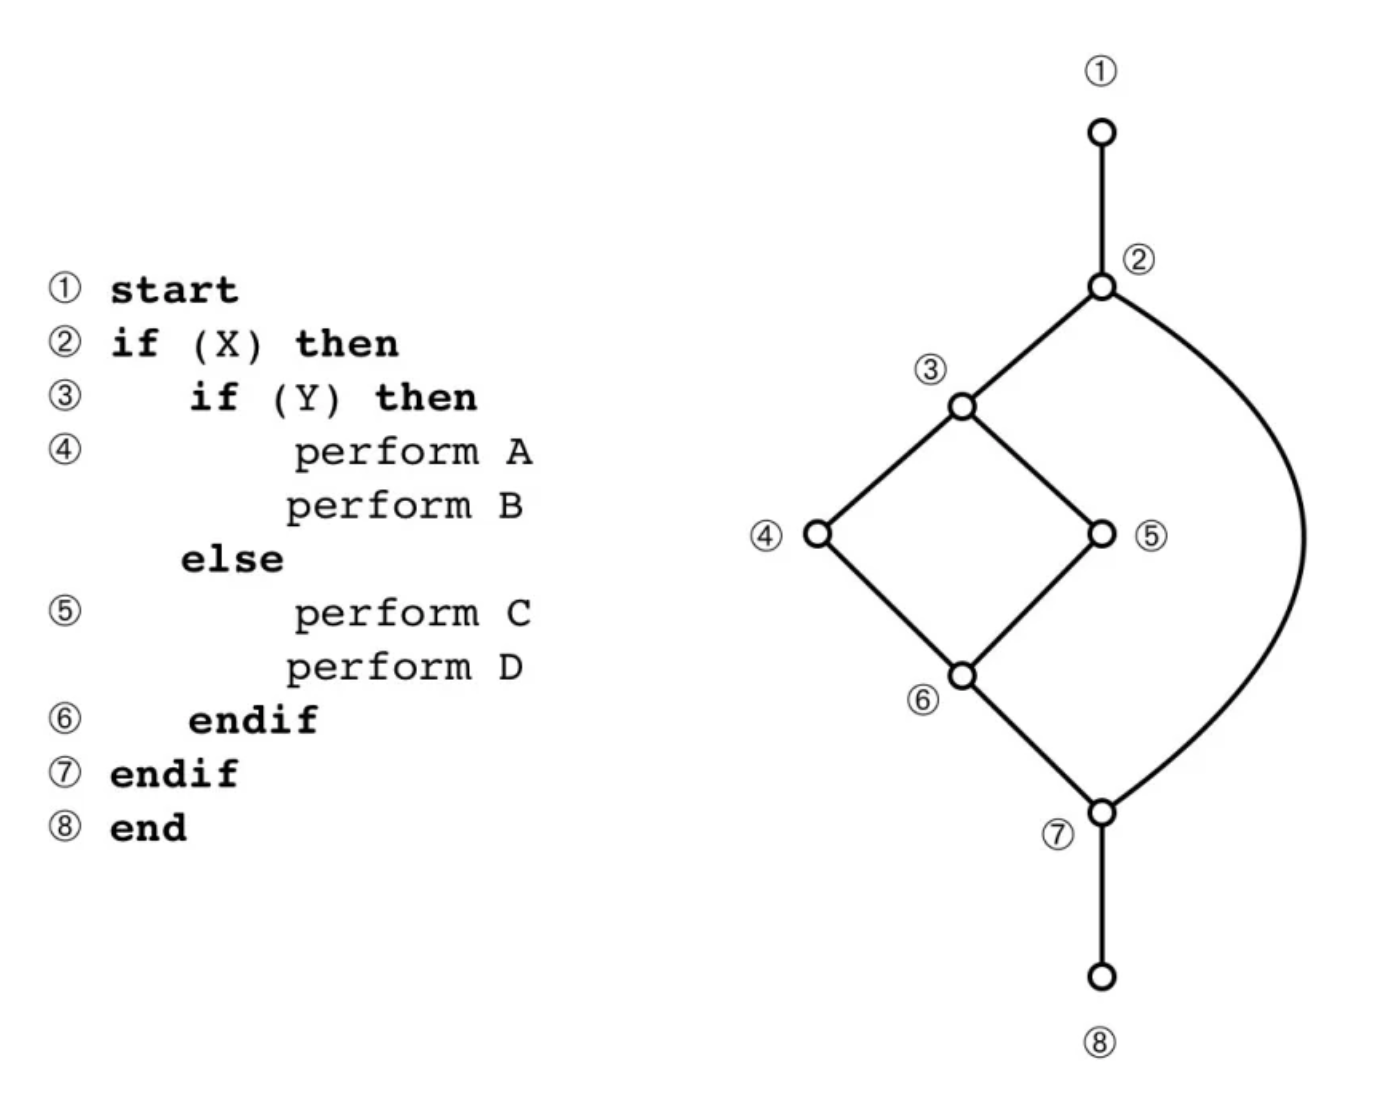 ① start
② if (X) then
③ if (Y) then
④ perform A
perform B
else
⑤ perform C
perform D
⑥ endif
⑦ endif
⑧ end
①
②
③
④
⑤
⑥
⑦
⑧